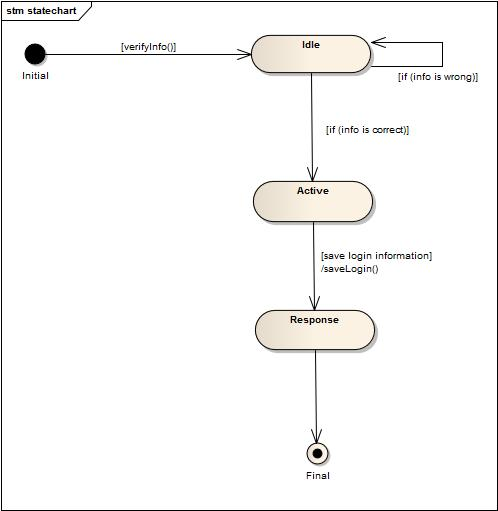 stm statechart
Initial
[verifyInfo()]
Idle
[if (info is wrong)]
[if (info is correct)]
Active
[save login information]
/saveLogin()
Response
Final